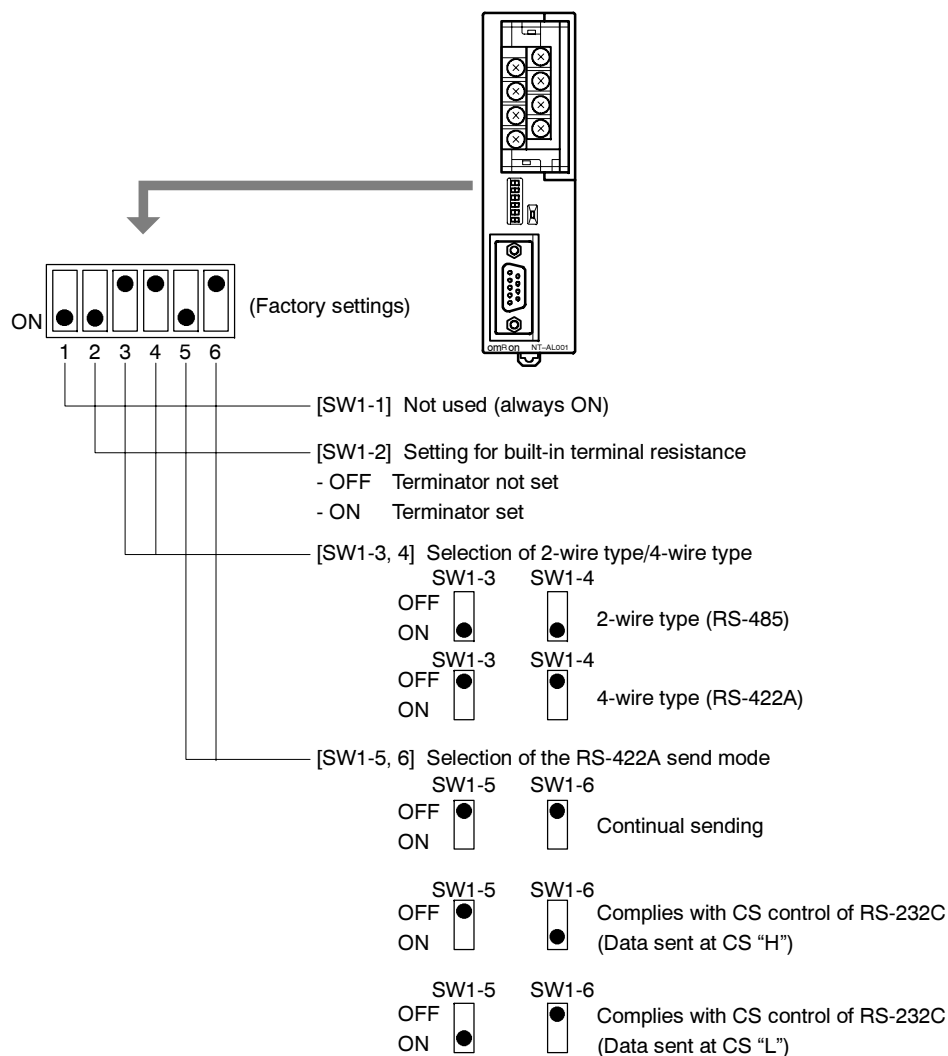 omRon NT–AL001
(Factory settings)
ON
1 2 3 4 5 6
[SW1-1] Not used (always ON)
[SW1-2] Setting for built-in terminal resistance
- OFF Terminator not set
- ON Terminator set
[SW1-3, 4] Selection of 2-wire type/4-wire type
SW1-3 SW1-4
OFF
2-wire type (RS-485)
ON
SW1-3 SW1-4
OFF
4-wire type (RS-422A)
ON
[SW1-5, 6] Selection of the RS-422A send mode
SW1-5 SW1-6
OFF
Continual sending
ON
SW1-5 SW1-6
OFF Complies with CS control of RS-232C
ON (Data sent at CS “H”)
SW1-5 SW1-6
OFF Complies with CS control of RS-232C
ON (Data sent at CS “L”)